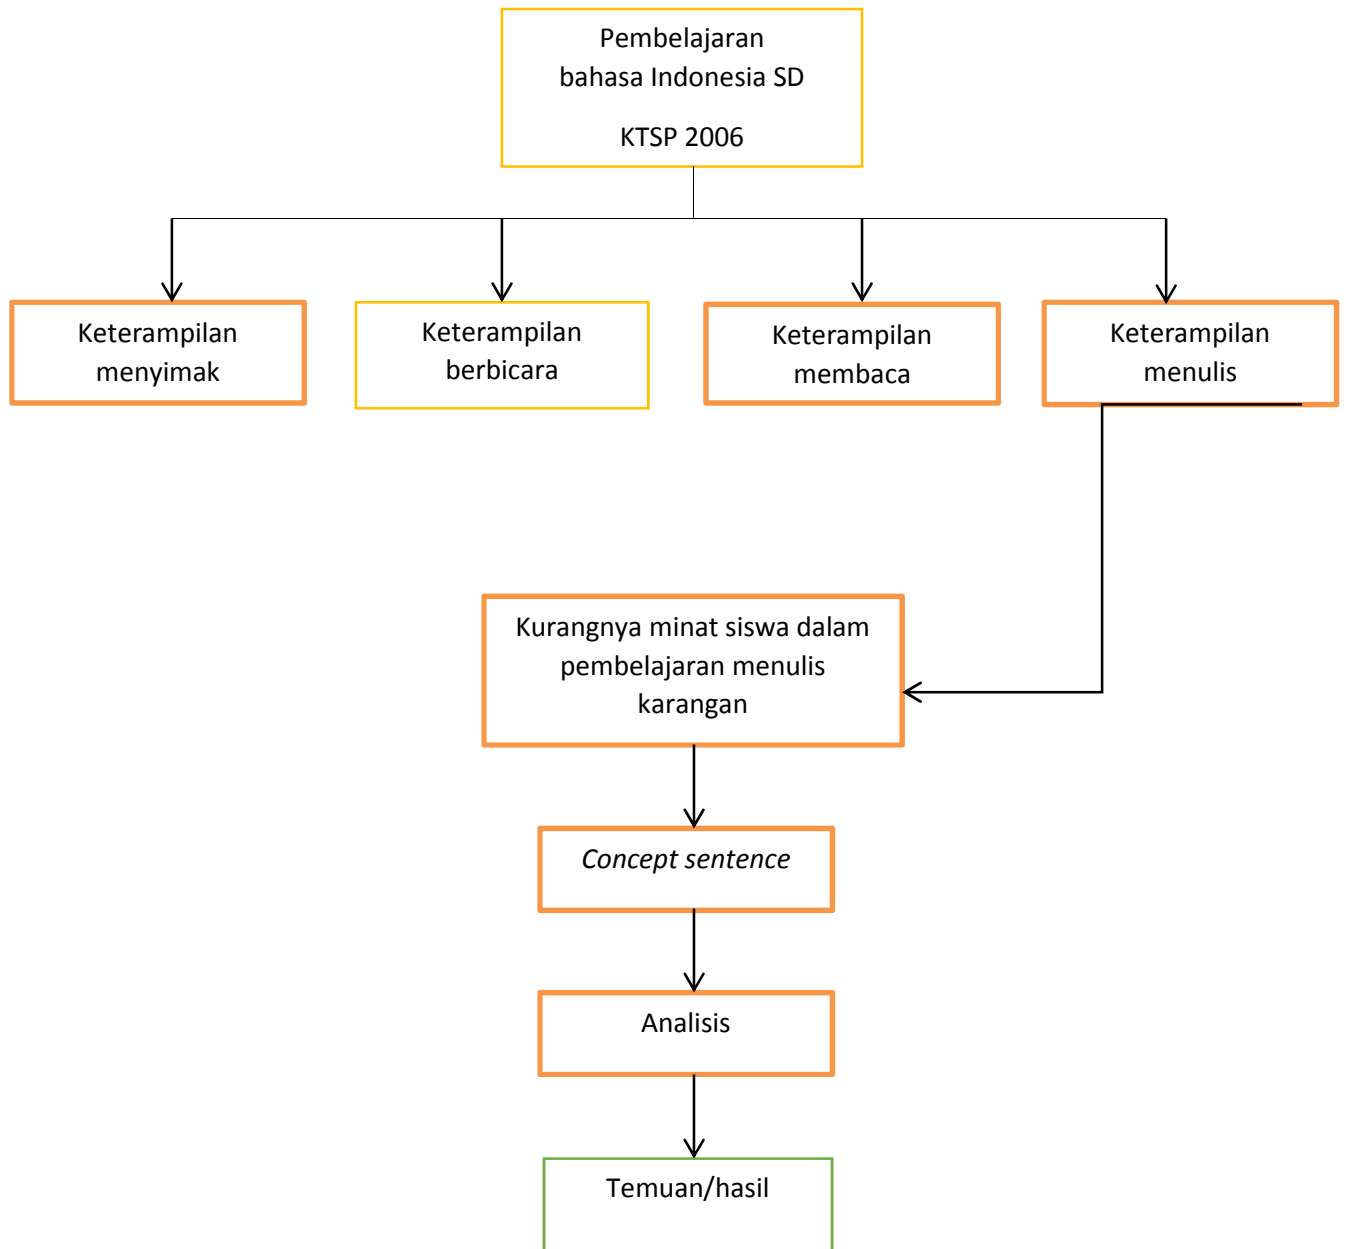 Pembelajaran
bahasa Indonesia SD
KTSP 2006
Keterampilan
menyimak
Keterampilan
berbicara
Keterampilan
membaca
Keterampilan
menulis
Kurangnya minat siswa dalam
pembelajaran menulis
karangan
Concept sentence
Analisis
Temuan/hasil